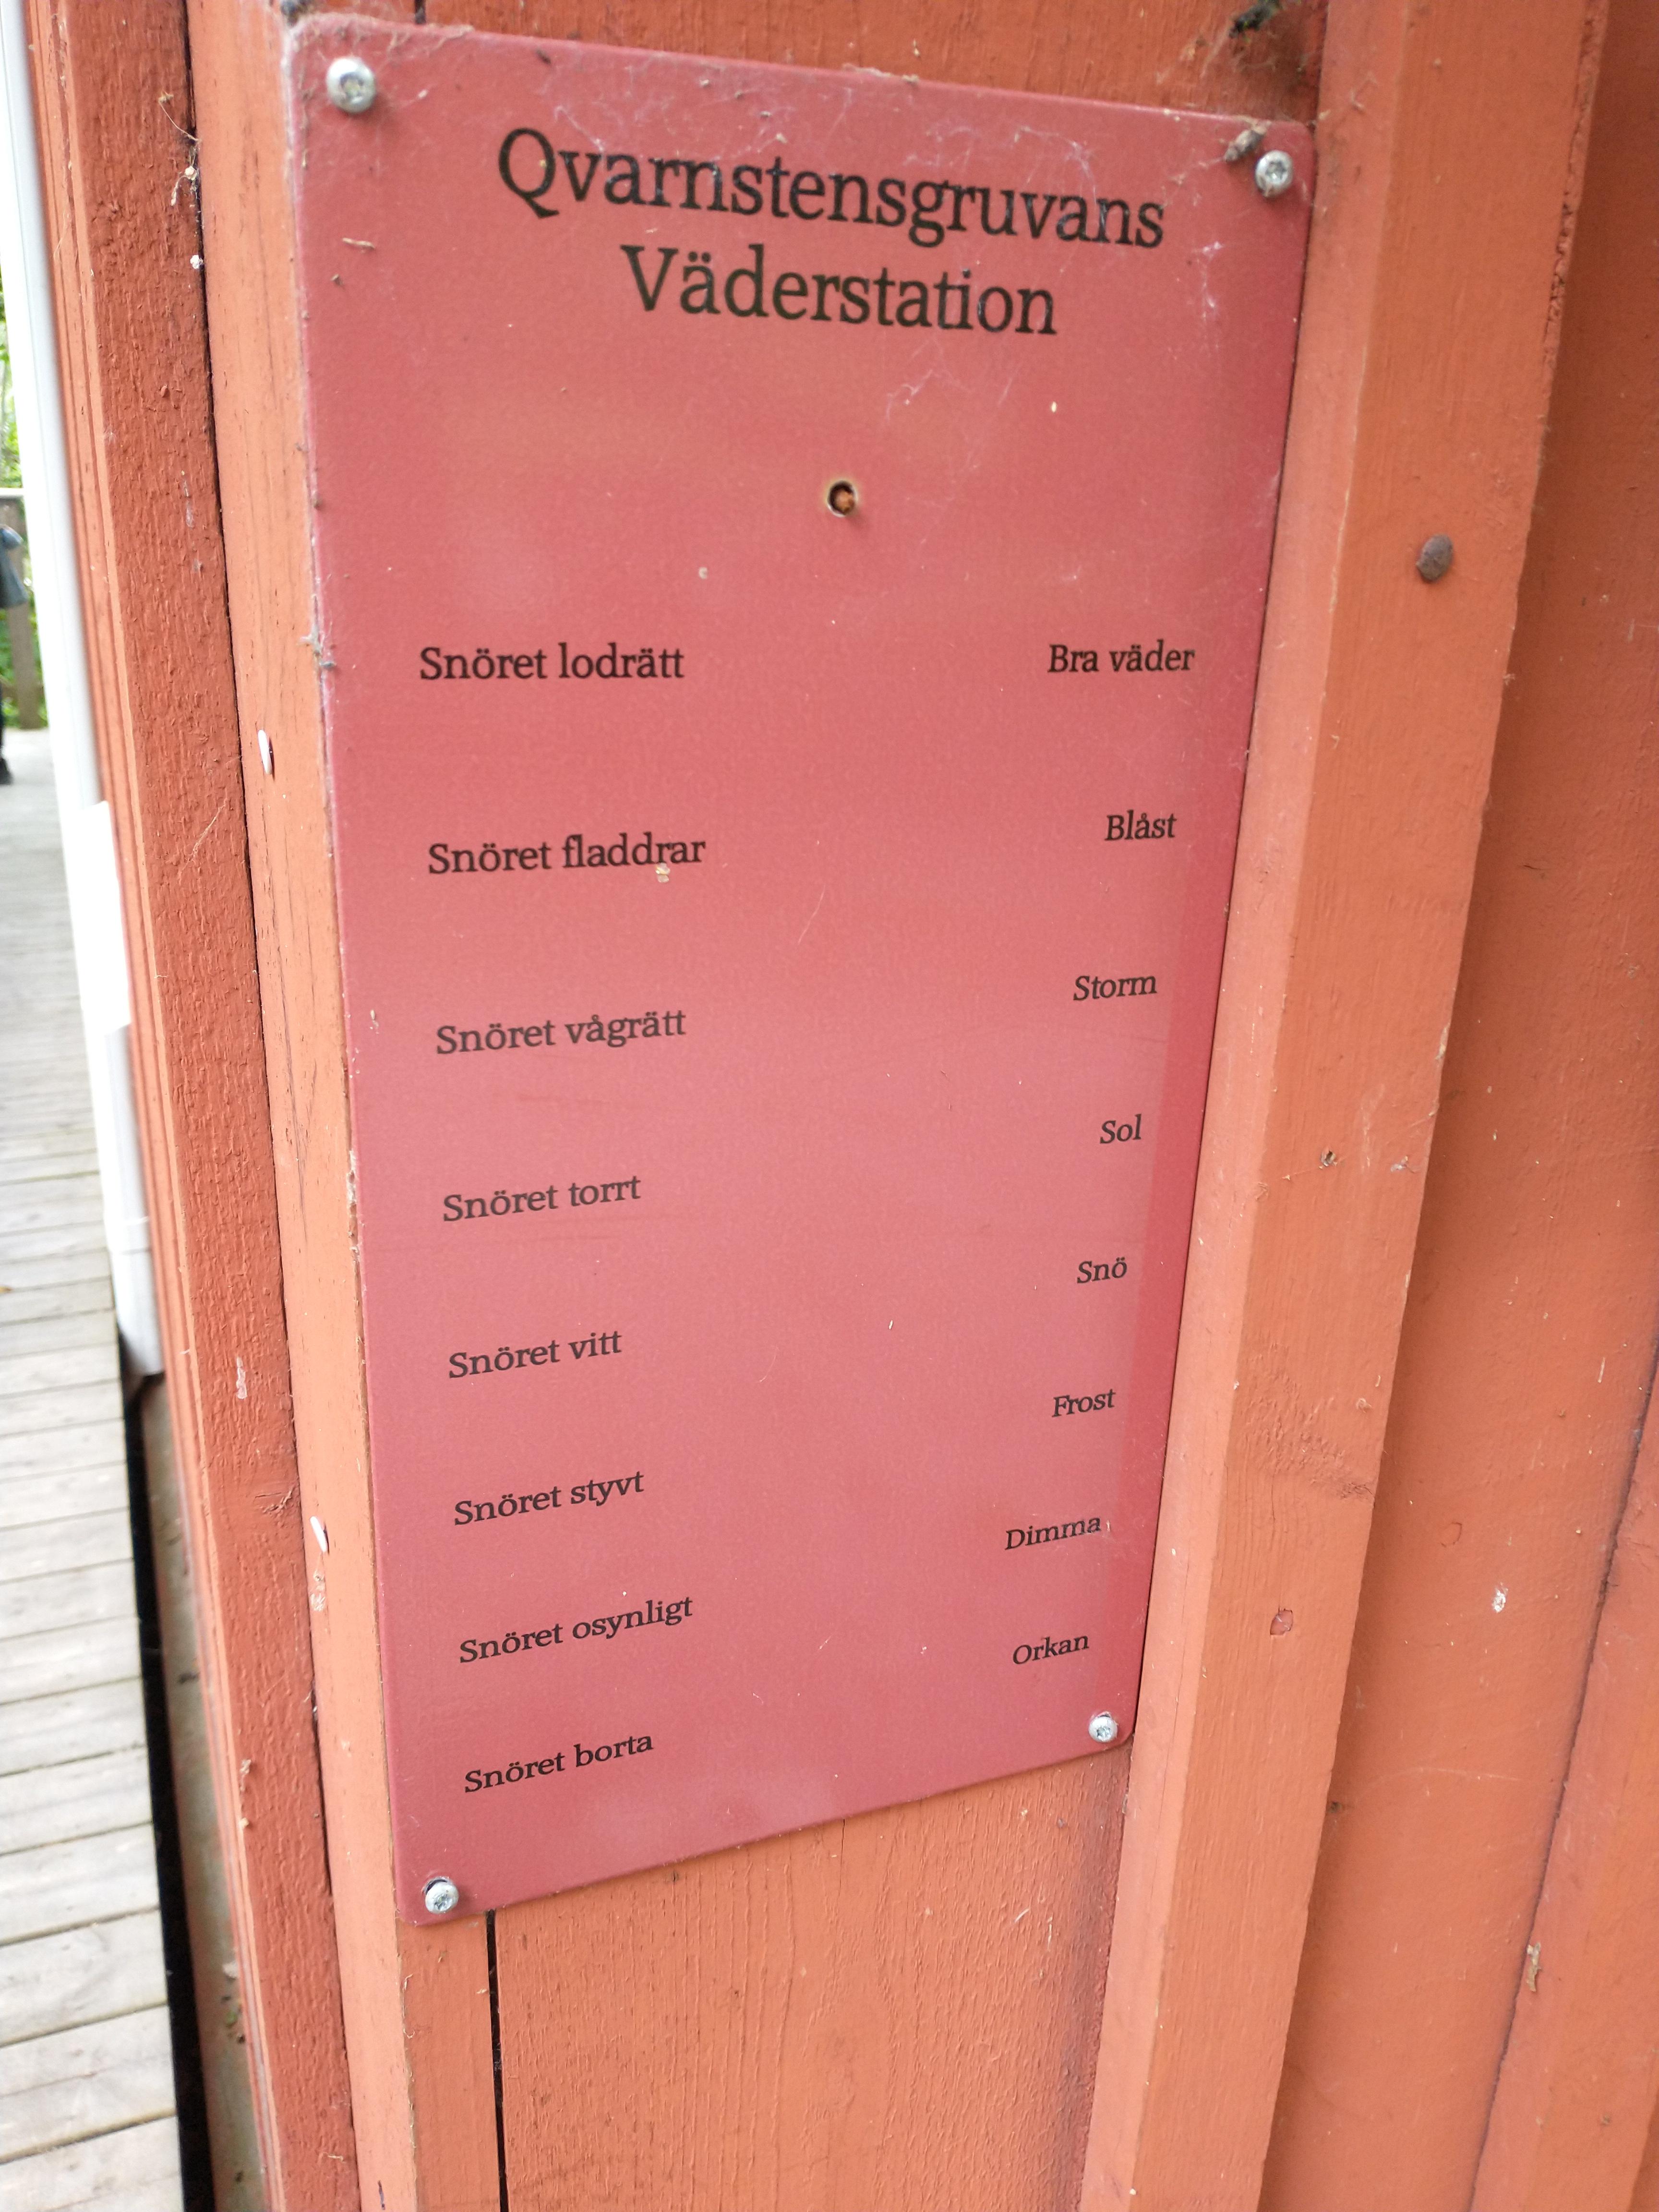 Qvarnstensgruvans
Väderstation
Snöret lodrätt Bra väder
Snöret fladdrar Blåst
Snöret vågrätt Storm
Snöret torrt Sol
Snöret vitt Snö
Snöret styvt Frost
Snöret osynligt Dimma
Snöret borta Orkan